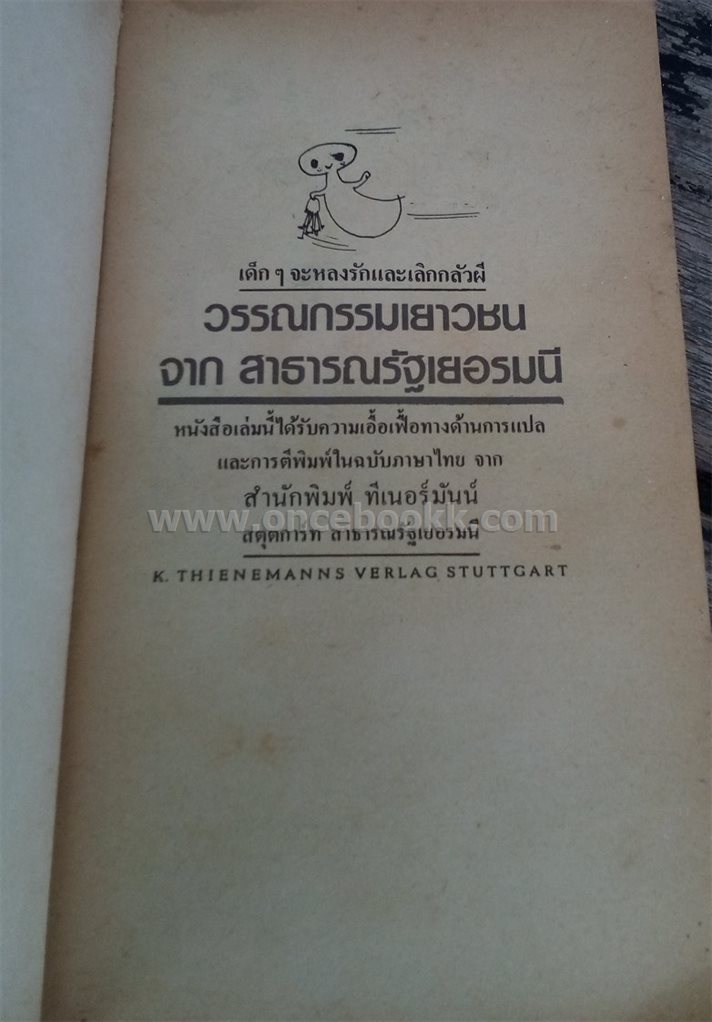 เด็ก ๆ จะหลงรักและเลิกกลัวผี
วรรณกรรมเยาวชน
จาก สาธารณรัฐเยอรมนี
หนังสือเล่มนี้ได้รับความเอื้อเฟื้อทางด้านการแปล
และการตีพิมพ์ในฉบับภาษาไทย จาก
สำนักพิมพ์ ทีเนอร์มันน์
www.oncebookk.com
สตุตการ์ท สาธารณรัฐเยอรมนี
K. THIENEMANNS VERLAG STUTTGART